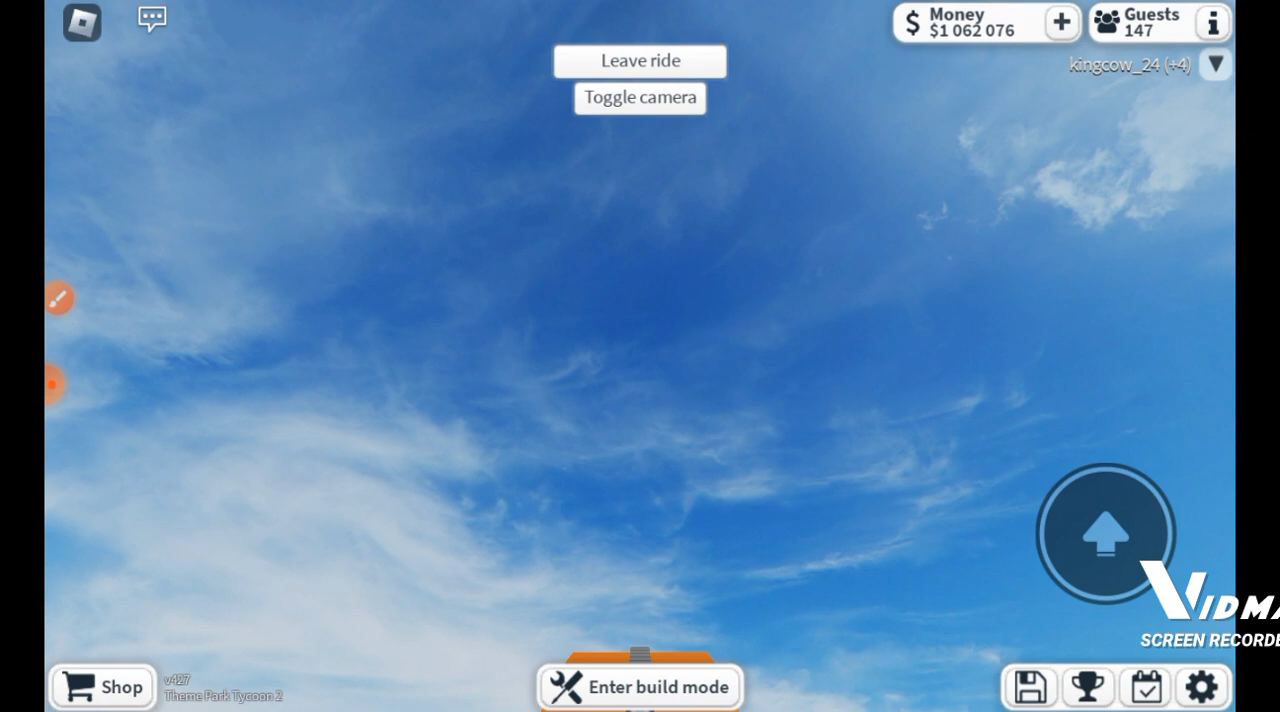 Money
$1 062 076
Guests
147
kingcow_24 (+4)
Leave ride
Toggle camera
SCREEN RECORDE
Shop
v427
Theme Park Tycoon 2
Enter build mode